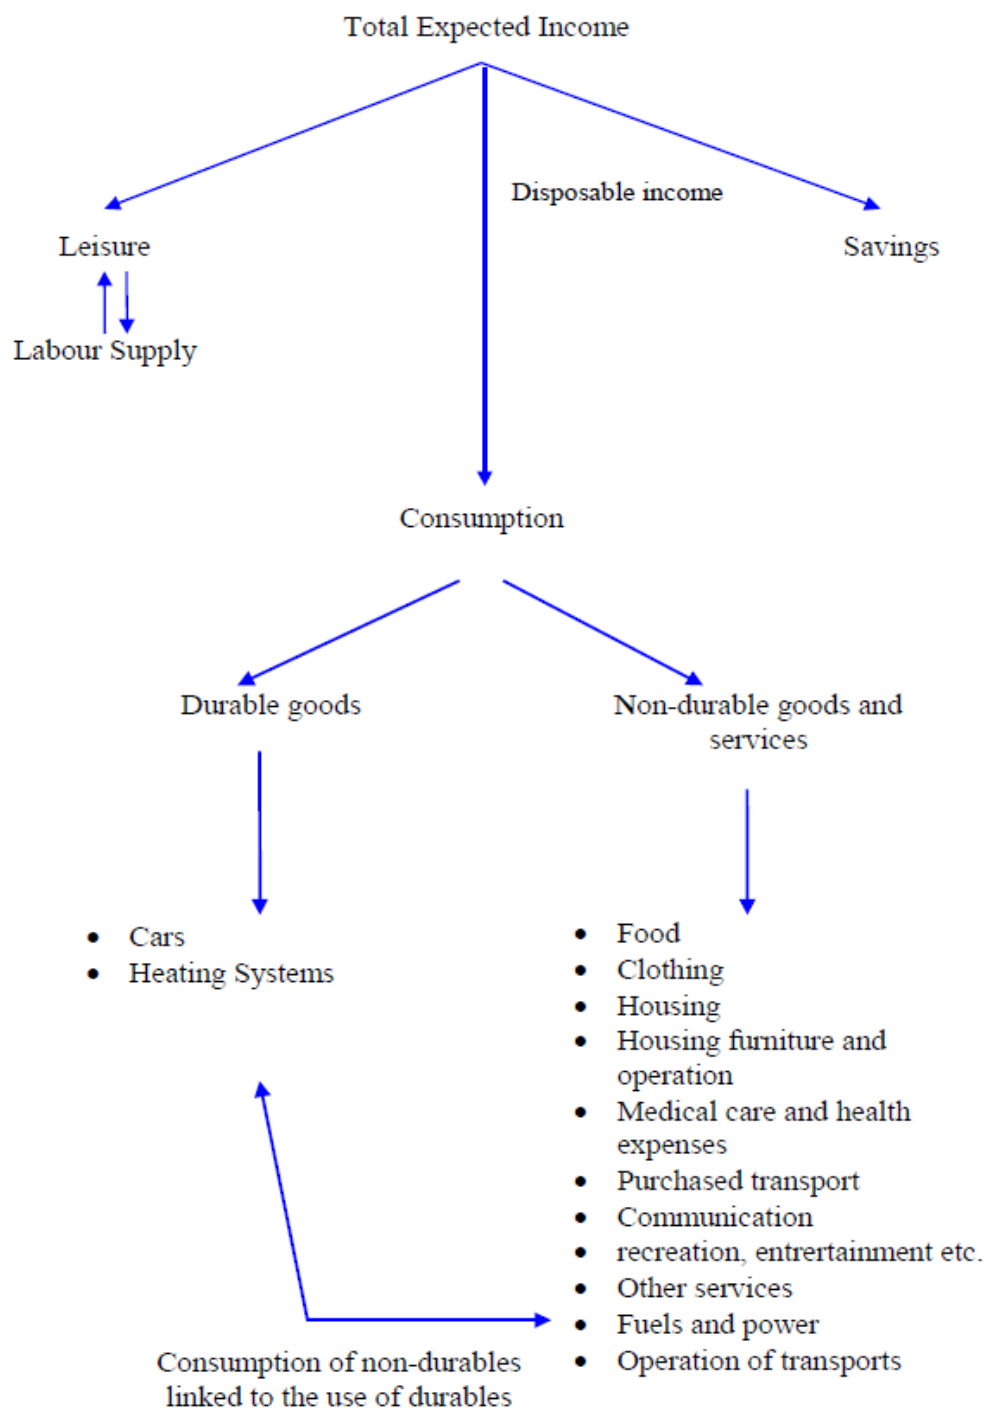 Total Expected Income
Disposable income
Leisure
Savings
Labour Supply
Consumption
Durable goods
Non-durable goods and
services
• Cars
• Heating Systems
• Food
• Clothing
• Housing
• Housing furniture and
operation
• Medical care and health
expenses
• Purchased transport
• Communication
• recreation, entrertainment etc.
• Other services
• Fuels and power
• Operation of transports
Consumption of non-durables
linked to the use of durables